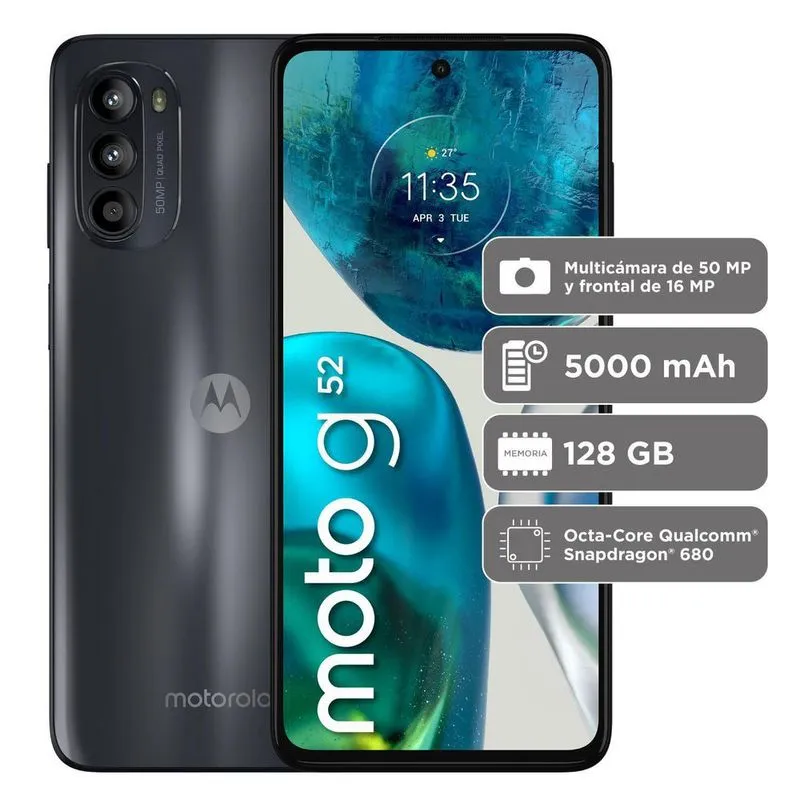 50MP | QUAD PIXEL
motorola
27°
11:35
APR 3 TUE
moto g 52
Multicámara de 50 MP
y frontal de 16 MP
5000 mAh
MEMORIA
128 GB
Octa-Core Qualcomm®
Snapdragon® 680